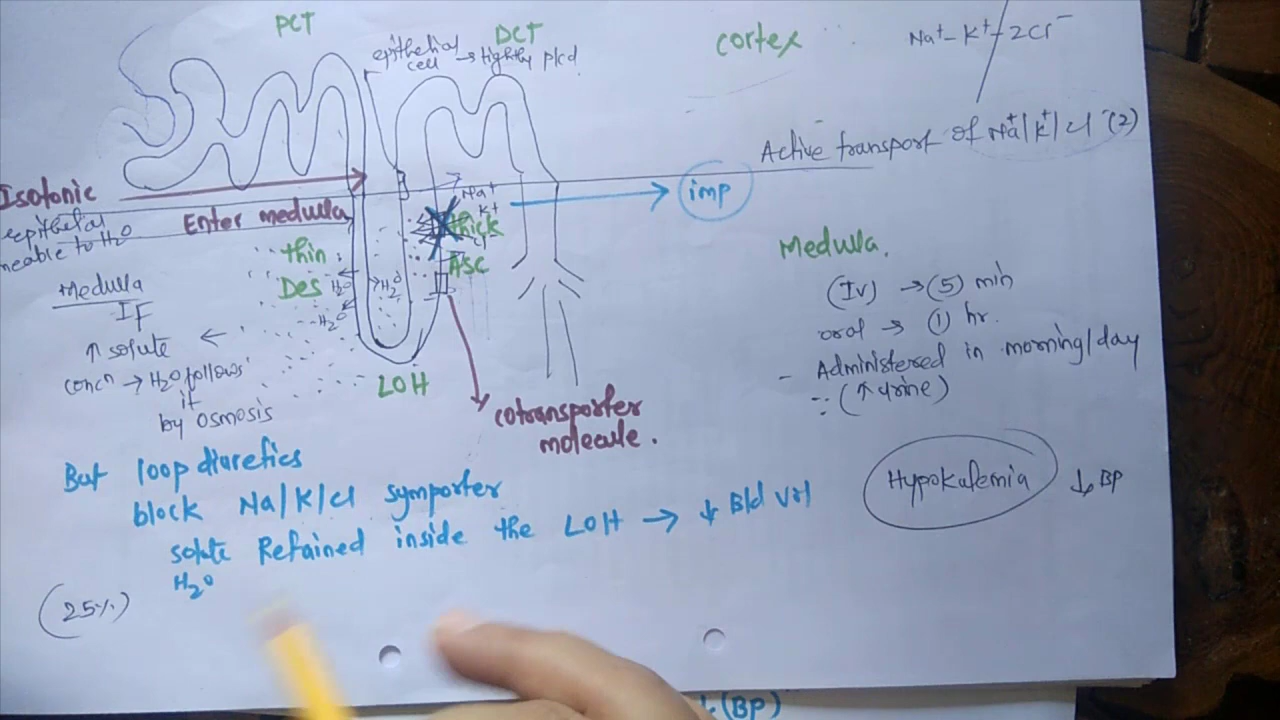 PCT
DCT
epithelial
cell → tightly pkd
cortex
Na⁺ - K⁺ - 2Cl⁻
Active transport of Na⁺/K⁺/Cl⁻(2)
Isotonic
epithelial
meable to H₂O
Enter medulla
Na⁺
K⁺
Cl⁻
thick
ASC
imp
thin
Des
H₂O
H₂O
H₂O
Medulla
IF
↑ solute ←
concn → H₂O follows
it
by osmosis
LOH
cotransporter
molecule.
Medulla.
(IV) → (5) min
oral → (1) hr.
- Administered in morning/day
∵ (↑ urine)
Hypokalemia ↓ BP
But loop diuretics
block Na/K/Cl symporter
solute Retained inside the LOH → ↓ Bld vol
H₂O
(25%)
↓ (BP)